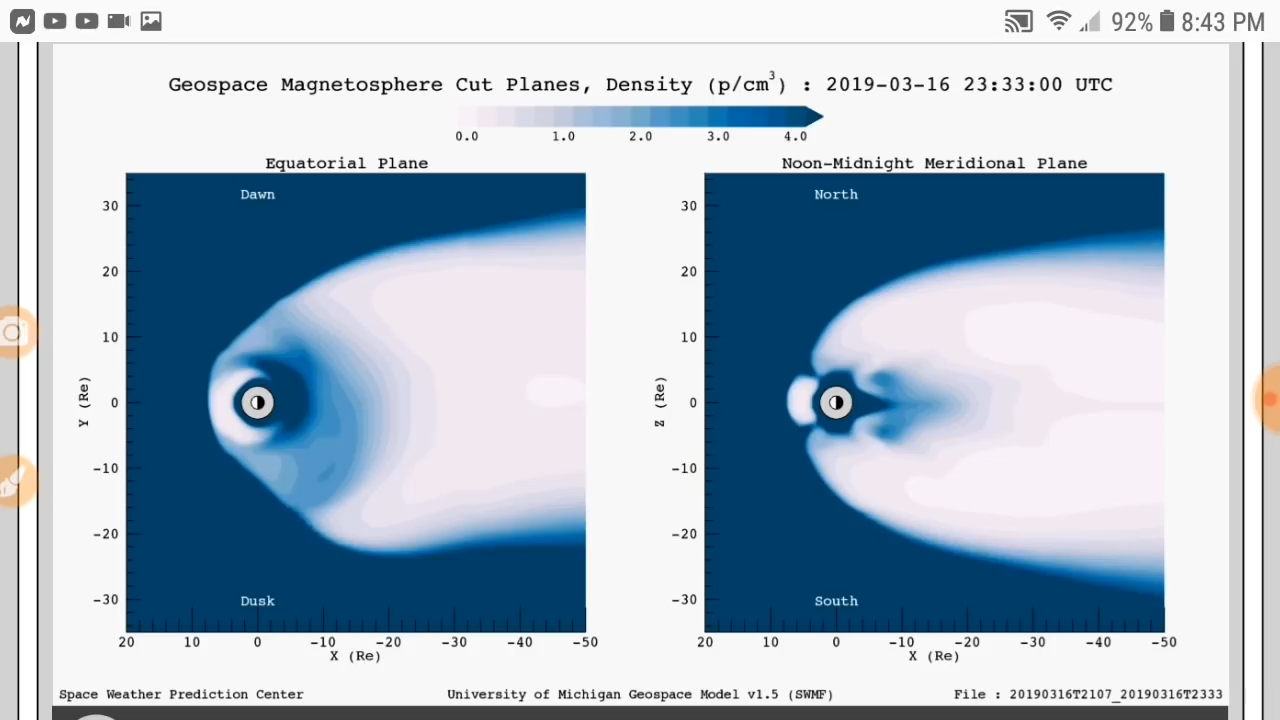 92% 8:43 PM
Geospace Magnetosphere Cut Planes, Density (p/cm³) : 2019-03-16 23:33:00 UTC
0.0 1.0 2.0 3.0 4.0
Equatorial Plane
Dawn
30
20
10
0
-10
-20
-30
Y (Re)
Dusk
20 10 0 -10 -20 -30 -40 -50
X (Re)
Noon-Midnight Meridional Plane
North
30
20
10
0
-10
-20
-30
Z (Re)
South
20 10 0 -10 -20 -30 -40 -50
X (Re)
Space Weather Prediction Center University of Michigan Geospace Model v1.5 (SWMF) File : 20190316T2107_20190316T2333